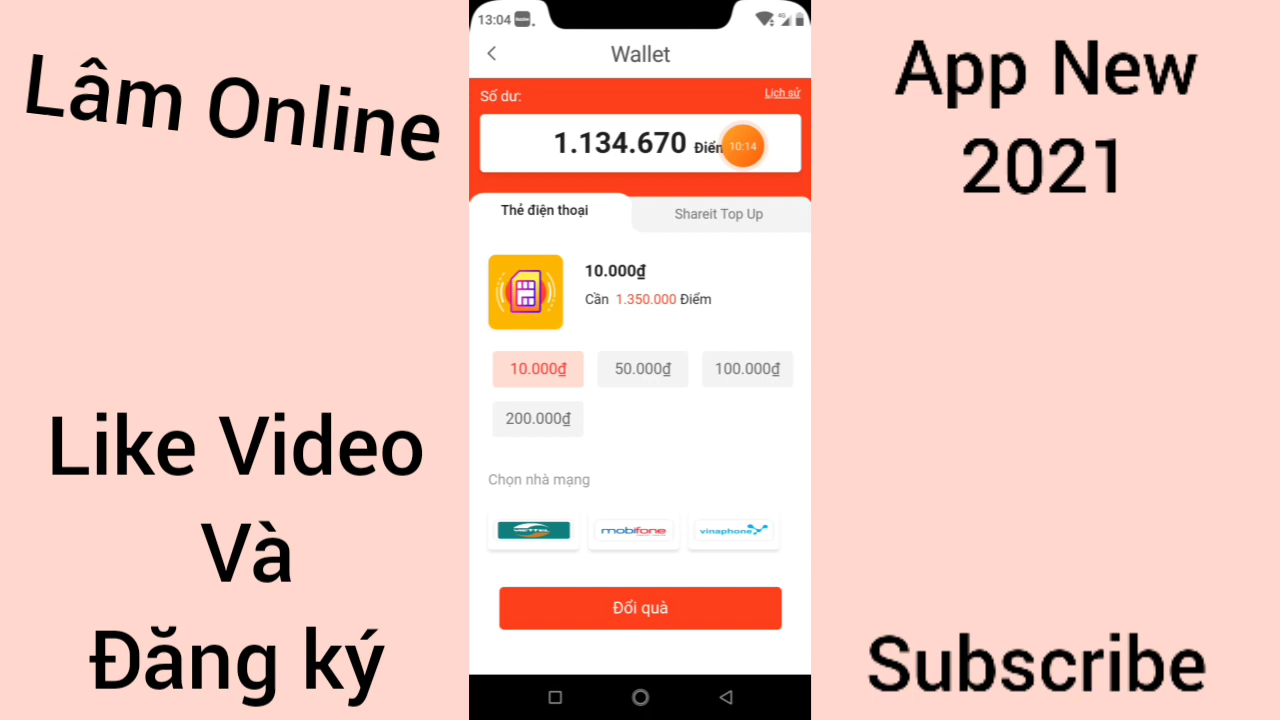 Lâm Online
Like Video
Và
Đăng ký
13:04
4G
Wallet
Số dư:
Lịch sử
1.134.670 Điểm
10:14
Thẻ điện thoại
Shareit Top Up
10.000₫
Cần 1.350.000 Điểm
10.000₫
50.000₫
100.000₫
200.000₫
Chọn nhà mạng
VIETTEL
mobifone
vinaphone
Đổi quà
App New
2021
Subscribe